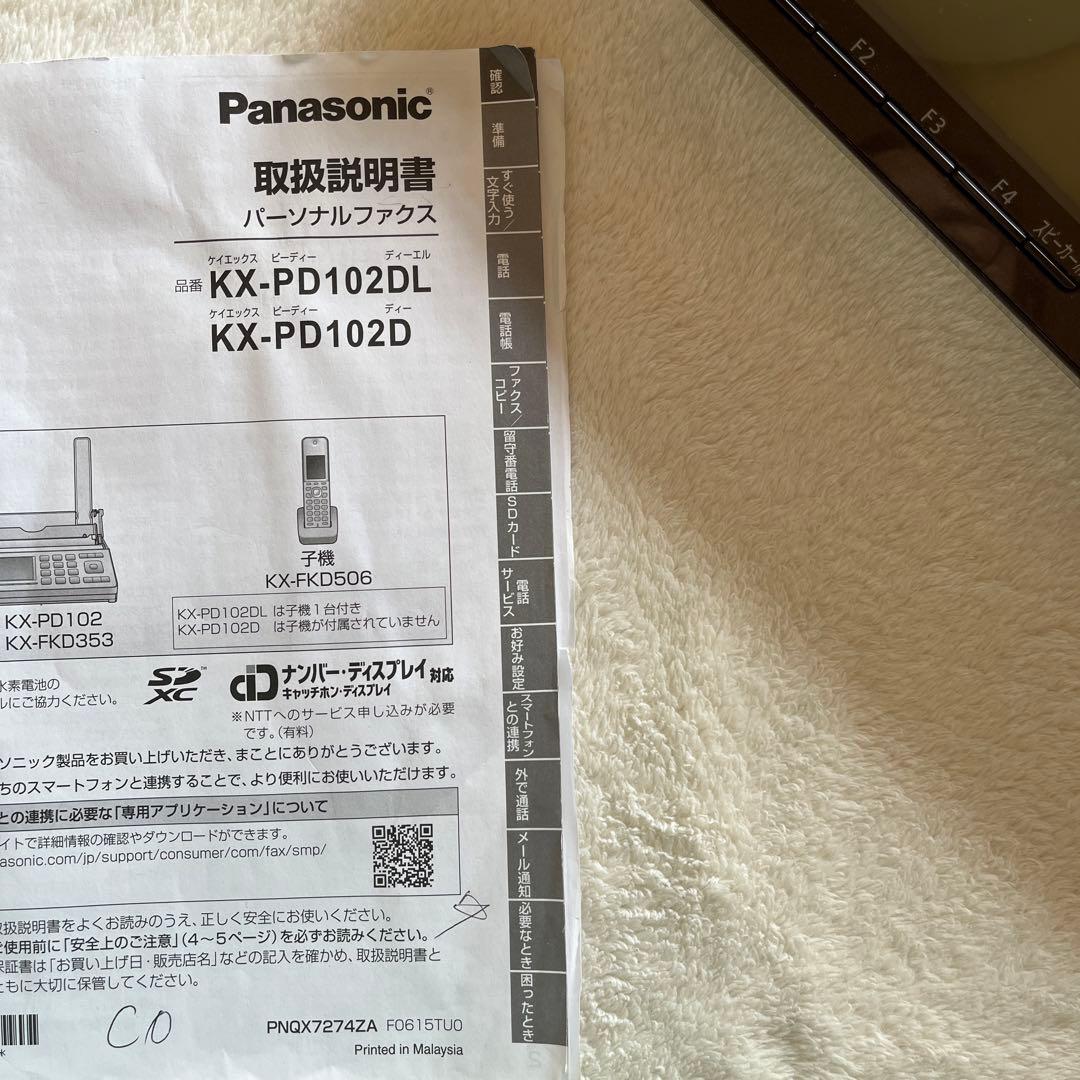 Panasonic®
取扱説明書
パーソナルファクス
ケイエックス ピーディー ディーエル
品番 KX-PD102DL
ケイエックス ピーディー ディー
KX-PD102D
子機
KX-FKD506
KX-PD102
KX-FKD353
KX-PD102DL は子機1台付き
KX-PD102D は子機が付属されていません
水素電池の
ルにご協力ください。
SD XC™
iD ナンバー・ディスプレイ対応
キャッチホン・ディスプレイ
※NTTへのサービス申し込みが必要
です。(有料)
ソニック製品をお買い上げいただき、まことにありがとうございます。
ちのスマートフォンと連携することで、より便利にお使いいただけます。
との連携に必要な「専用アプリケーション」について
イトで詳細情報の確認やダウンロードができます。
asonic.com/jp/support/consumer/com/fax/smp/
取扱説明書をよくお読みのうえ、正しく安全にお使いください。
使用前に「安全上のご注意」(4〜5ページ)を必ずお読みください。
保証書は「お買い上げ日・販売店名」などの記入を確かめ、取扱説明書と
ともに大切に保管してください。
PNQX7274ZA F0615TU0
Printed in Malaysia
確認
準備
すぐ使う/
文字入力
電話
電話帳
ファクス/
コピー
留守番電話
SDカード
電話
サービス
お好み設定
スマートフォン
との連携
外で通話
メール通知
必要なとき
困ったとき
F2
F3
F4
スピーカーホン